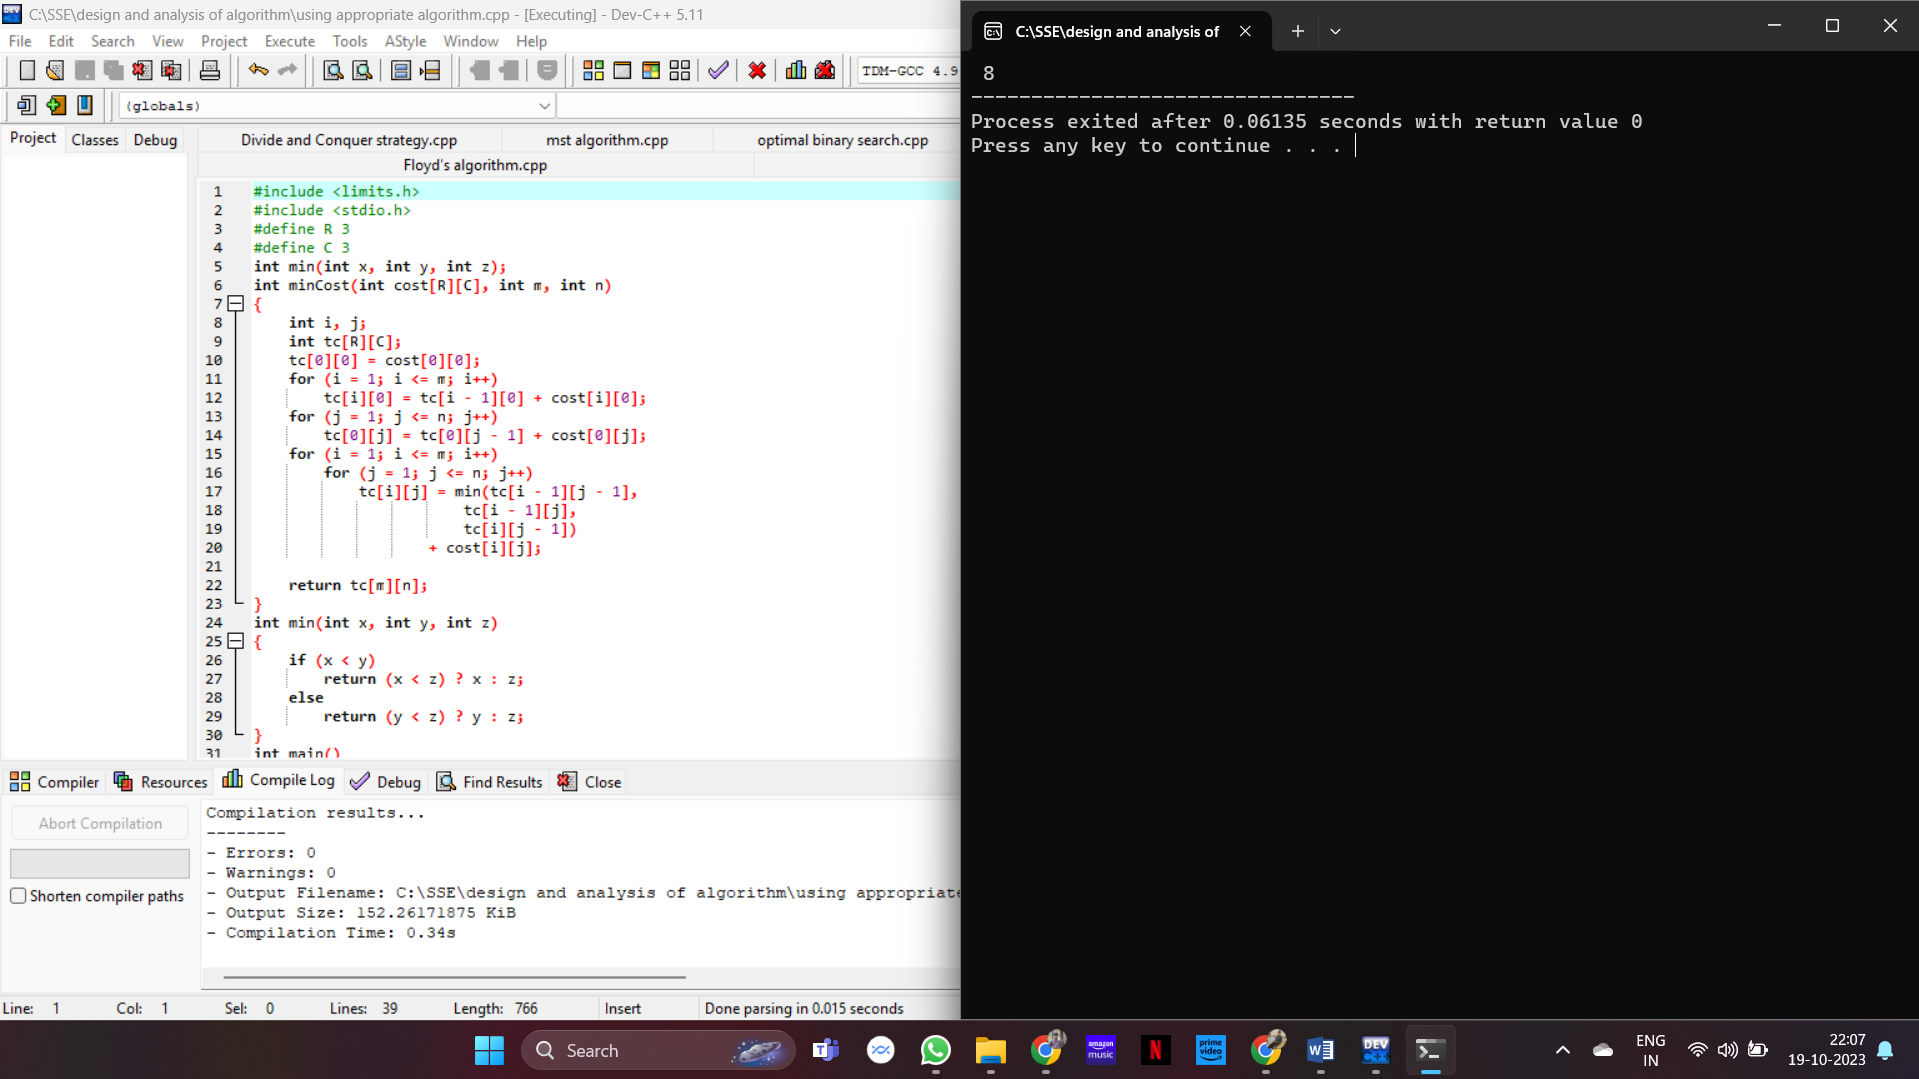 C:\SSE\design and analysis of algorithm\using appropriate algorithm.cpp - [Executing] - Dev-C++ 5.11
File Edit Search View Project Execute Tools AStyle Window Help
TDM-GCC 4.9
(globals)
Project Classes Debug
Divide and Conquer strategy.cpp mst algorithm.cpp optimal binary search.cpp
Floyd's algorithm.cpp
1 #include <limits.h>
2 #include <stdio.h>
3 #define R 3
4 #define C 3
5 int min(int x, int y, int z);
6 int minCost(int cost[R][C], int m, int n)
7 {
8 int i, j;
9 int tc[R][C];
10 tc[0][0] = cost[0][0];
11 for (i = 1; i <= m; i++)
12 tc[i][0] = tc[i - 1][0] + cost[i][0];
13 for (j = 1; j <= n; j++)
14 tc[0][j] = tc[0][j - 1] + cost[0][j];
15 for (i = 1; i <= m; i++)
16 for (j = 1; j <= n; j++)
17 tc[i][j] = min(tc[i - 1][j - 1],
18 tc[i - 1][j],
19 tc[i][j - 1])
20 + cost[i][j];
21
22 return tc[m][n];
23 }
24 int min(int x, int y, int z)
25 {
26 if (x < y)
27 return (x < z) ? x : z;
28 else
29 return (y < z) ? y : z;
30 }
31 int main()
Compiler Resources Compile Log Debug Find Results Close
Abort Compilation
Shorten compiler paths
Compilation results...
--------
- Errors: 0
- Warnings: 0
- Output Filename: C:\SSE\design and analysis of algorithm\using appropriate
- Output Size: 152.26171875 KiB
- Compilation Time: 0.34s
Line: 1 Col: 1 Sel: 0 Lines: 39 Length: 766 Insert Done parsing in 0.015 seconds
C:\SSE\design and analysis of
8
--------------------------------
Process exited after 0.06135 seconds with return value 0
Press any key to continue . . .
Search
amazon music
prime video
DEV C++
ENG
IN
22:07
19-10-2023